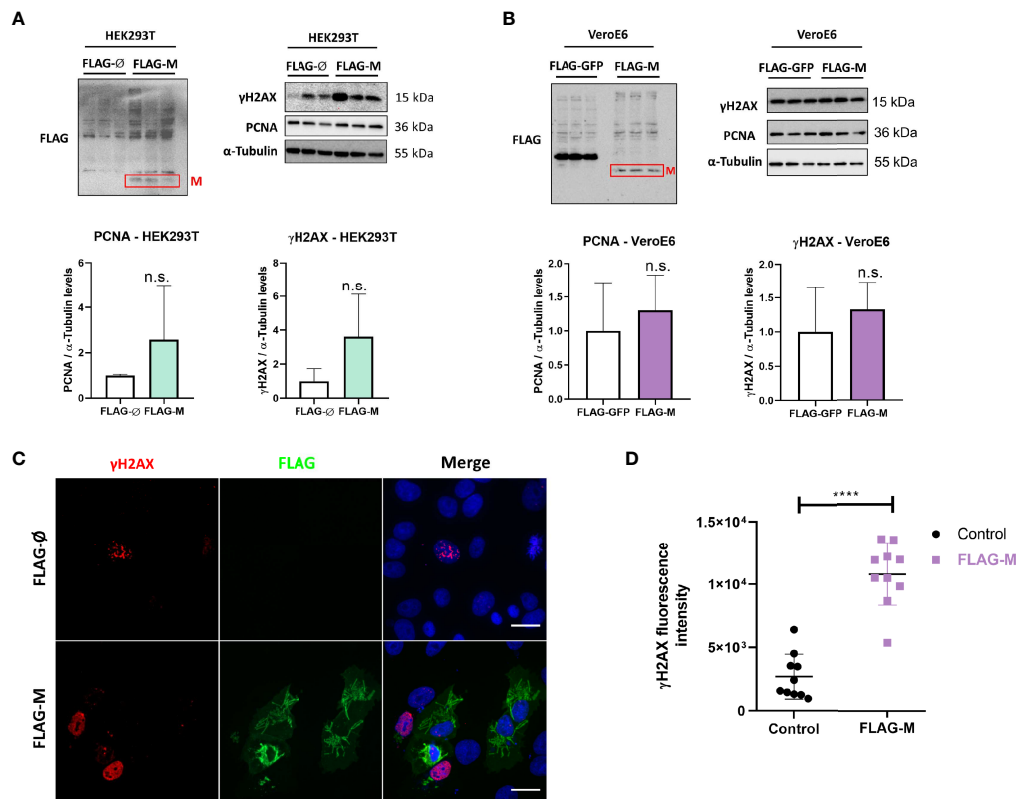 A
HEK293T
FLAG-Ø FLAG-M
FLAG
M
HEK293T
FLAG-Ø FLAG-M
γH2AX 15 kDa
PCNA 36 kDa
α-Tubulin 55 kDa
PCNA - HEK293T
PCNA / α-Tubulin levels
6
4
2
0
n.s.
FLAG-Ø FLAG-M
γH2AX - HEK293T
γH2AX / α-Tubulin levels
8
6
4
2
0
n.s.
FLAG-Ø FLAG-M
B
VeroE6
FLAG-GFP FLAG-M
FLAG
M
VeroE6
FLAG-GFP FLAG-M
γH2AX 15 kDa
PCNA 36 kDa
α-Tubulin 55 kDa
PCNA - VeroE6
PCNA / α-Tubulin levels
2.0
1.5
1.0
0.5
0.0
n.s.
FLAG-GFP FLAG-M
γH2AX - VeroE6
γH2AX / α-Tubulin levels
2.0
1.5
1.0
0.5
0.0
n.s.
FLAG-GFP FLAG-M
C
γH2AX FLAG Merge
FLAG-Ø
FLAG-M
D
****
γH2AX fluorescence
intensity
1.5×10⁴
1×10⁴
5×10³
0
Control FLAG-M
Control
FLAG-M